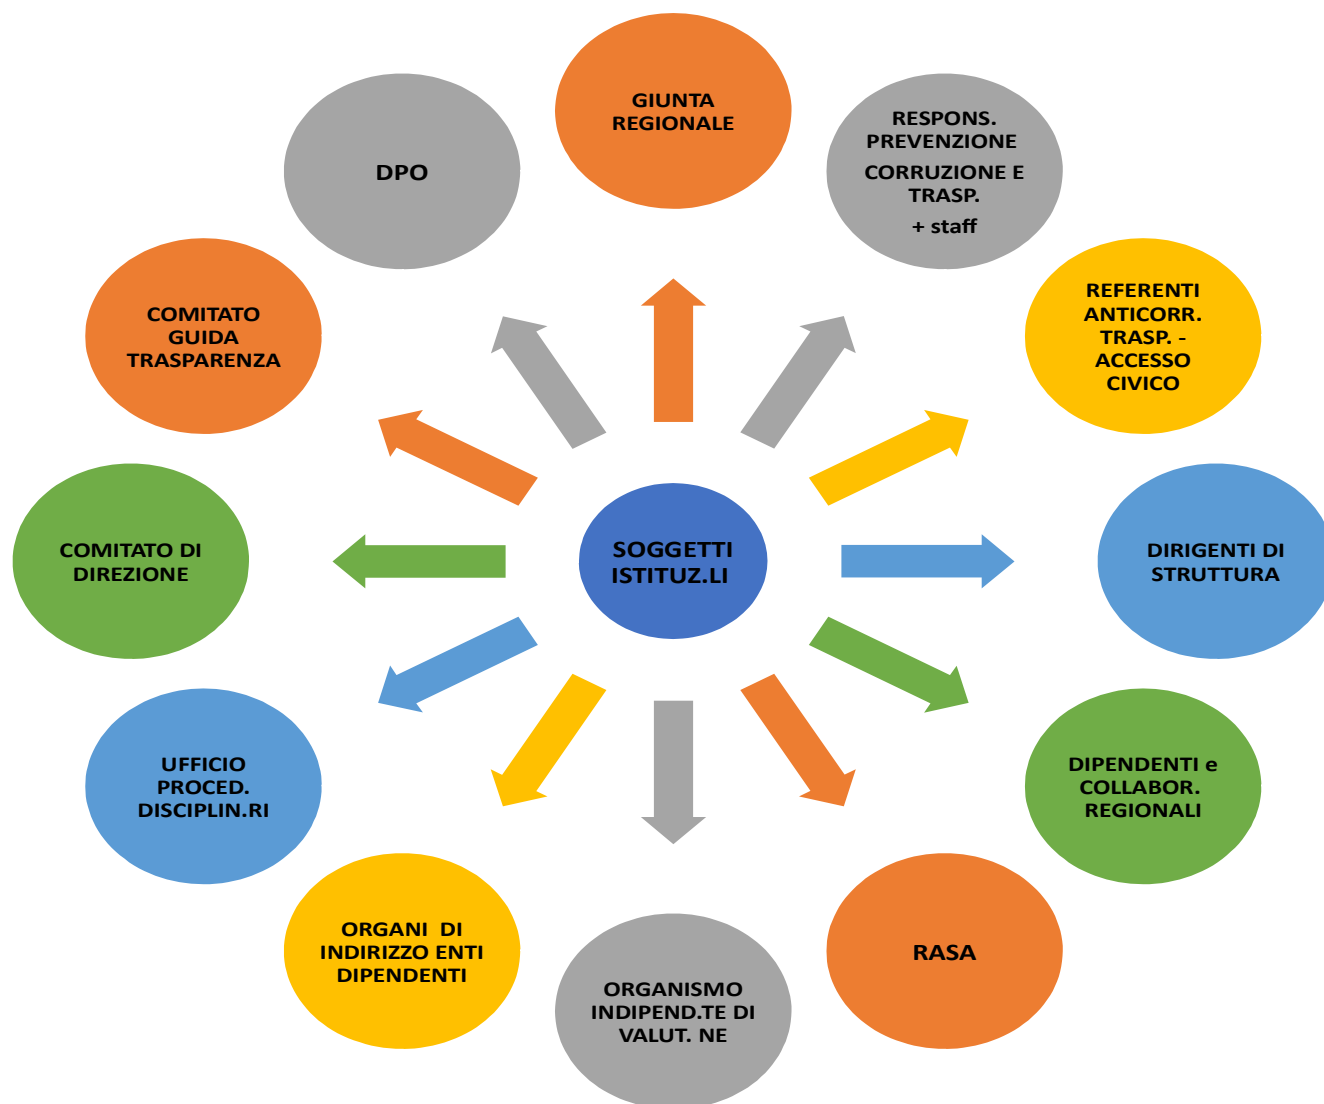 GIUNTA
REGIONALE
RESPONS.
PREVENZIONE
CORRUZIONE E
TRASP.
+ staff
REFERENTI
ANTICORR.
TRASP. -
ACCESSO
CIVICO
DIRIGENTI DI
STRUTTURA
DIPENDENTI e
COLLABOR.
REGIONALI
RASA
ORGANISMO
INDIPEND.TE DI
VALUT. NE
ORGANI  DI
INDIRIZZO ENTI
DIPENDENTI
UFFICIO
PROCED.
DISCIPLIN.RI
COMITATO DI
DIREZIONE
COMITATO
GUIDA
TRASPARENZA
DPO
SOGGETTI
ISTITUZ.LI